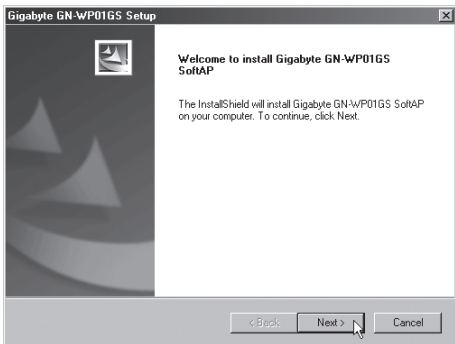 Gigabyte GN-WP01GS Setup
Welcome to install Gigabyte GN-WP01GS
SoftAP
The InstallShield will install Gigabyte GN-WP01GS SoftAP
on your computer. To continue, click Next.
< Back
Next >
Cancel